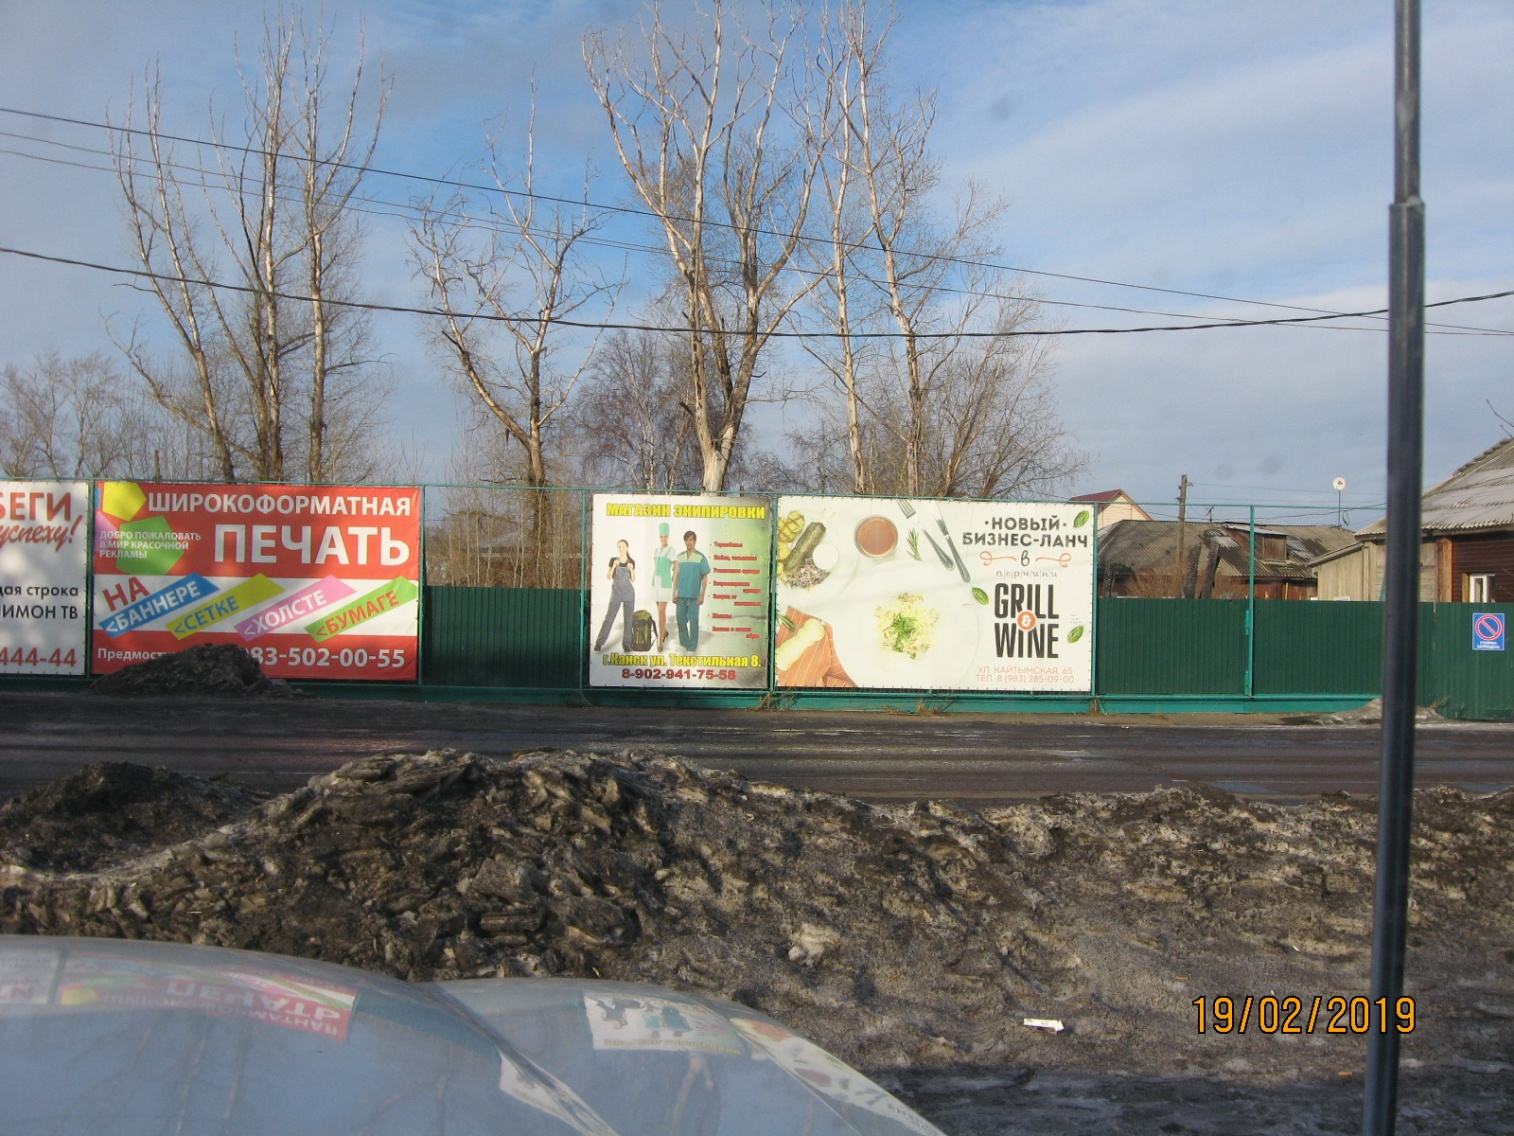 БЕГИ
успеху!
щая строка
ИМОН ТВ
444-44
ШИРОКОФОРМАТНАЯ
ПЕЧАТЬ
ДОБРО ПОЖАЛОВАТЬ
В МИР КРАСОЧНОЙ
РЕКЛАМЫ
НА
<БАННЕРЕ
<СЕТКЕ
<ХОЛСТЕ
<БУМАГЕ
983-502-00-55
МАГАЗИН ЭКИПИРОВКИ
г.Канск ул. Текстильная 8.
8-902-941-75-58
·НОВЫЙ·
БИЗНЕС-ЛАНЧ
в
GRILL
&
WINE
УЛ. КАЙТЫМСКАЯ, 65
ТЕЛ. 8 (983) 285-09-00
19/02/2019